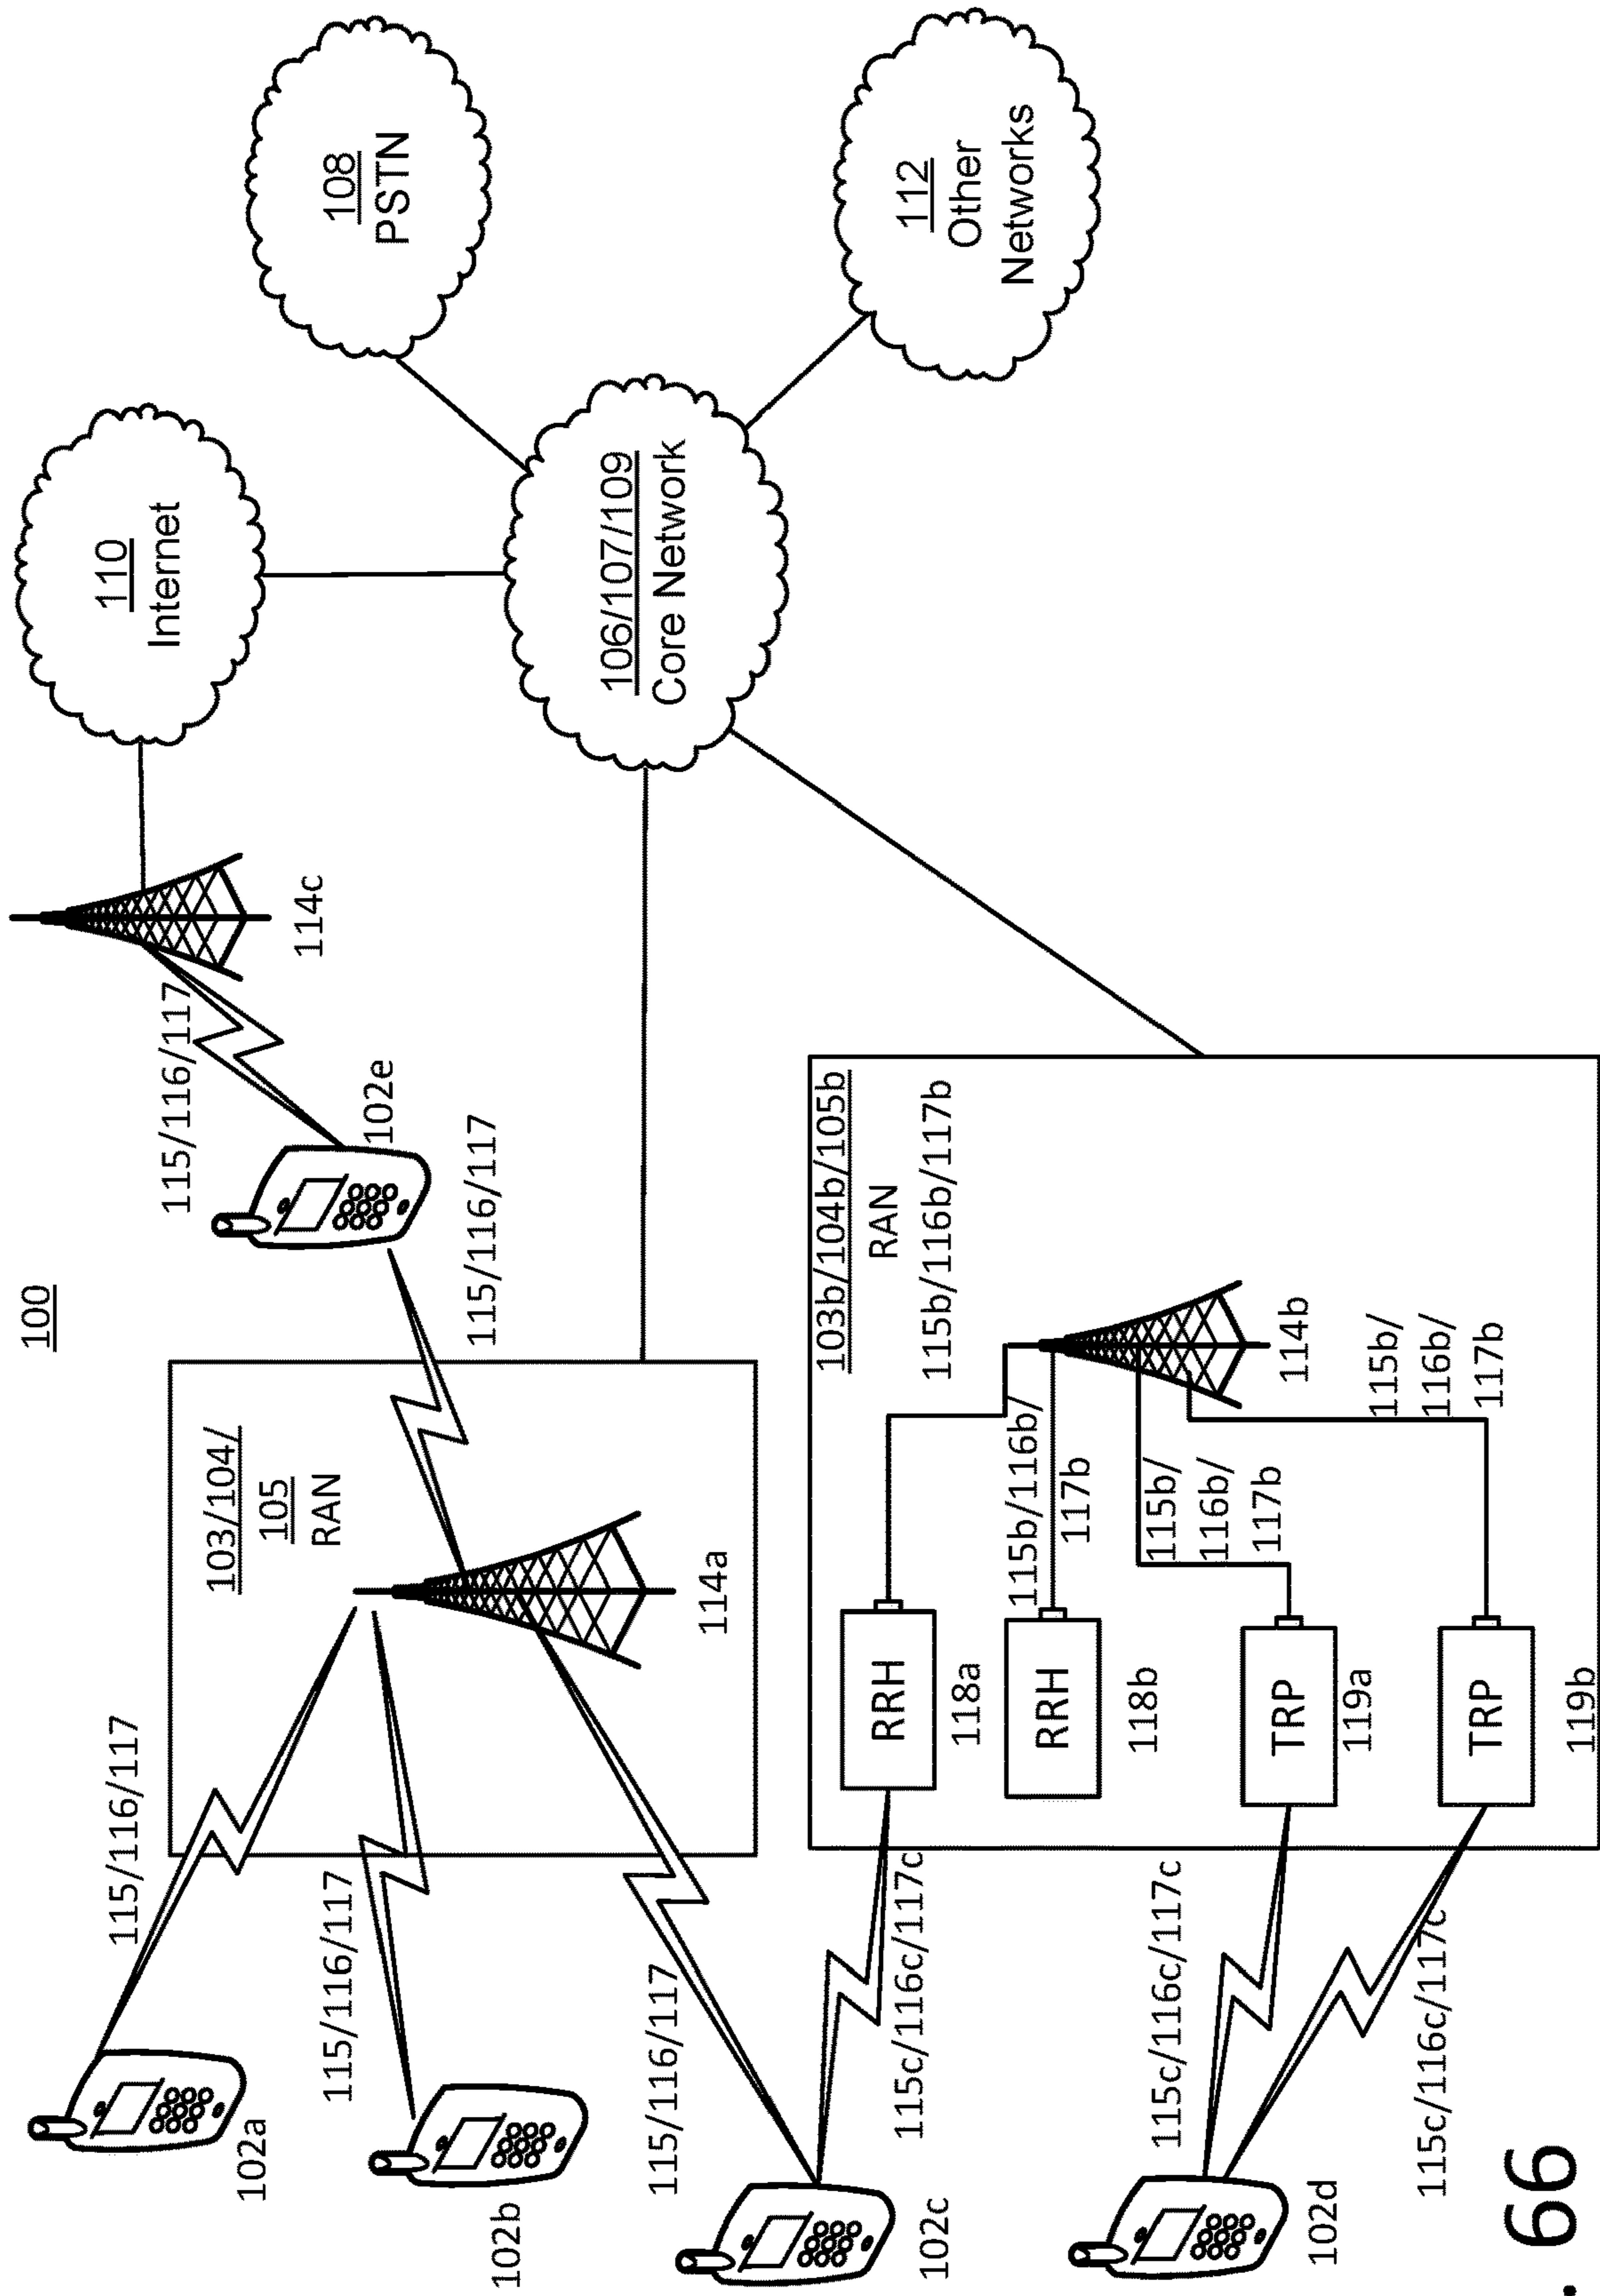 100
115/116/117
102a
103/104/
105
RAN
115/116/117
102b
114a
115/116/117
102e
115/116/117
114c
110
Internet
108
PSTN
106/107/109
Core Network
112
Other
Networks
115/116/117
102c
103b/104b/105b
RAN
115b/116b/117b
RRH
118a
115b/116b/
117b
RRH
118b
114b
115b/
116b/
117b
TRP
119a
115b/
116b/
117b
TRP
119b
115c/116c/117c
115c/116c/117c
102d
115c/116c/117c
. 66